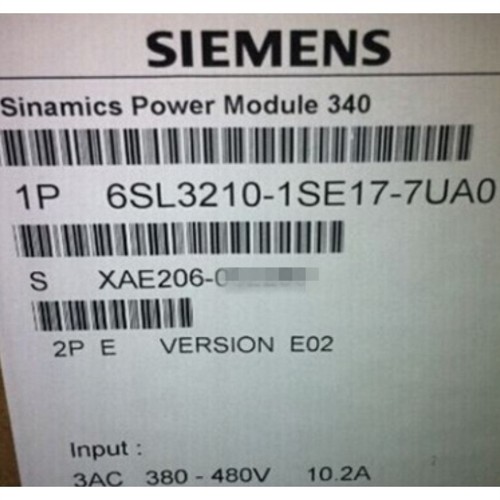 SIEMENS
Sinamics Power Module 340
1P 6SL3210-1SE17-7UA0
S XAE206-0
2P E VERSION E02
Input :
3AC 380 - 480V 10.2A